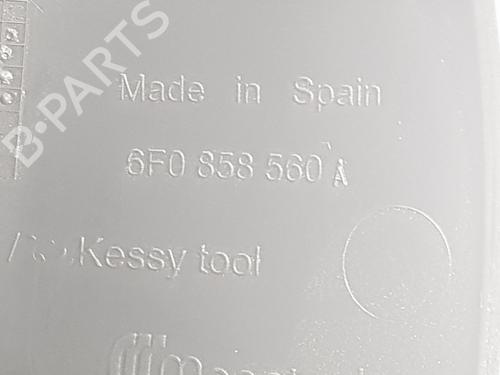 B-PARTS
Made in Spain
6F0 858 560 A
Kessy tool